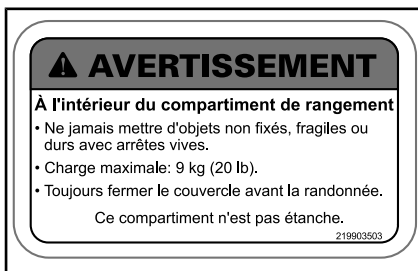 AVERTISSEMENT
À l'intérieur du compartiment de rangement
• Ne jamais mettre d'objets non fixés, fragiles ou
durs avec arrêtes vives.
• Charge maximale: 9 kg (20 lb).
• Toujours fermer le couvercle avant la randonnée.
Ce compartiment n'est pas étanche.
219903503